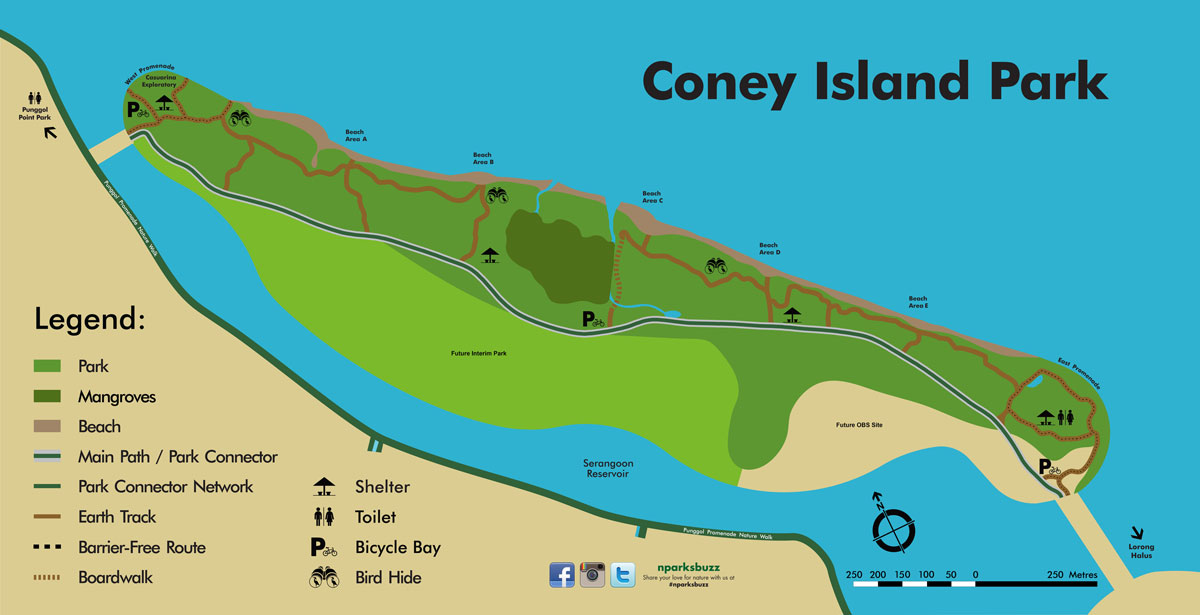 Coney Island Park
West Promenade
Casuarina
Exploratory
P
Punggol
Point Park
Beach
Area A
Beach
Area B
Beach
Area C
Beach
Area D
Beach
Area E
East Promenade
Punggol Promenade Nature Walk
P
Future Interim Park
Future OBS Site
P
Serangoon
Reservoir
Punggol Promenade Nature Walk
Lorong
Halus
N
250 200 150 100 50 0 250 Metres
Legend:
Park
Mangroves
Beach
Main Path / Park Connector
Park Connector Network
Earth Track
Barrier-Free Route
Boardwalk
Shelter
Toilet
P Bicycle Bay
Bird Hide
nparksbuzz
Share your love for nature with us at
#nparksbuzz